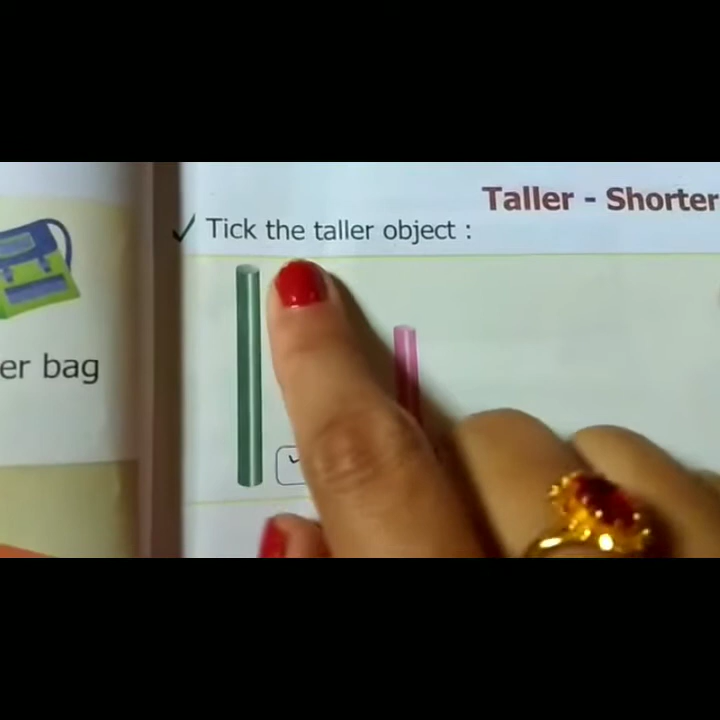 Taller - Shorter
✓ Tick the taller object :
er bag